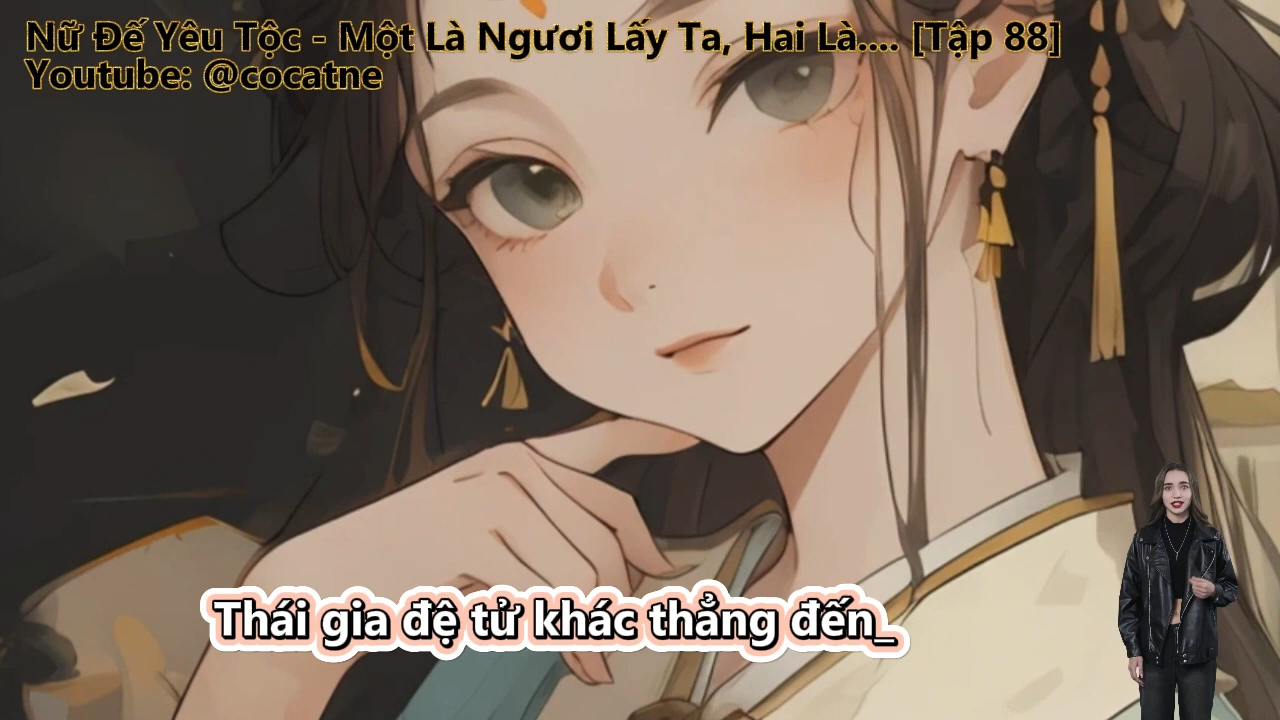 Nữ Đế Yêu Tộc - Một Là Ngươi Lấy Ta, Hai Là.... [Tập 88]
Youtube: @cocatne
Thái gia đệ tử khác thẳng đến_